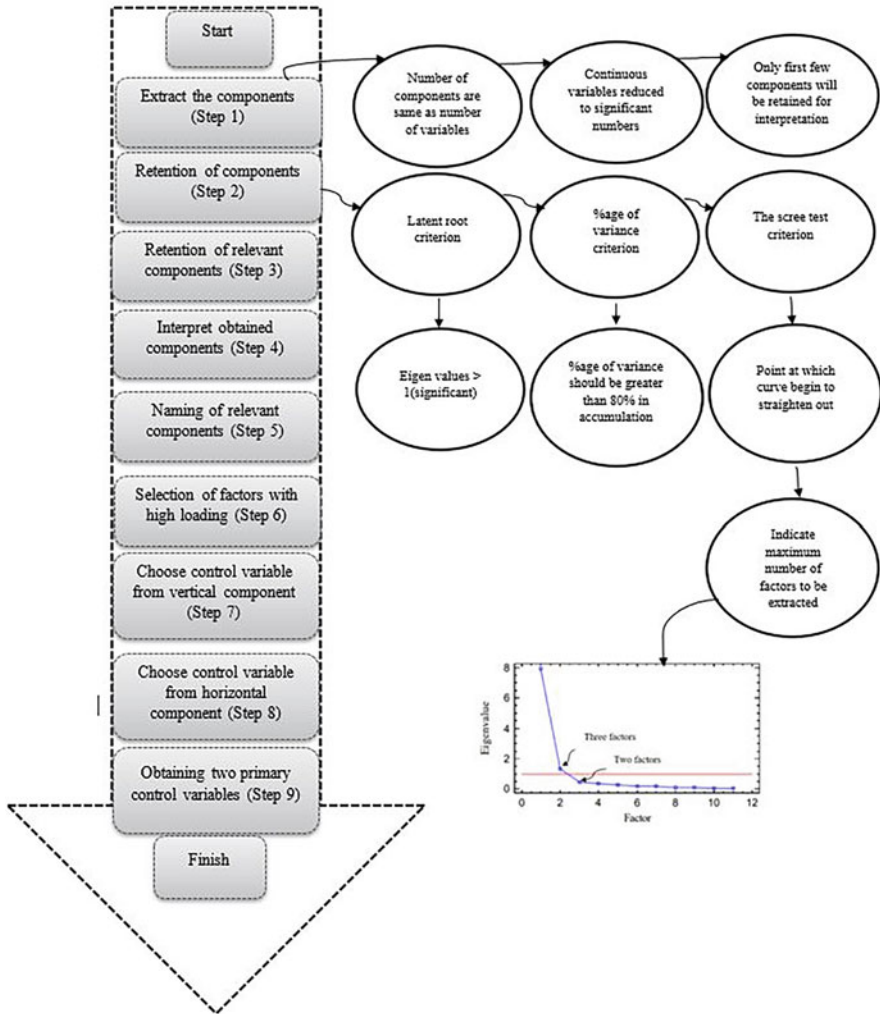 Start
Extract the components
(Step 1)
Number of
components are
same as number
of variables
Continuous
variables reduced
to significant
numbers
Only first few
components will
be retained for
interpretation
Retention of components
(Step 2)
Latent root
criterion
%age of
variance
criterion
The scree test
criterion
Retention of relevant
components (Step 3)
Interpret obtained
components (Step 4)
Eigen values >
1(significant)
%age of variance
should be greater
than 80% in
accumulation
Point at which
curve begin to
straighten out
Naming of relevant
components (Step 5)
Selection of factors with
high loading (Step 6)
Indicate
maximum
number of
factors to be
extracted
Choose control variable
from vertical component
(Step 7)
Choose control variable
from horizontal
component (Step 8)
Obtaining two primary
control variables (Step 9)
Finish
Eigenvalue
8
6
4
2
0
Three factors
Two factors
0 2 4 6 8 10 12
Factor